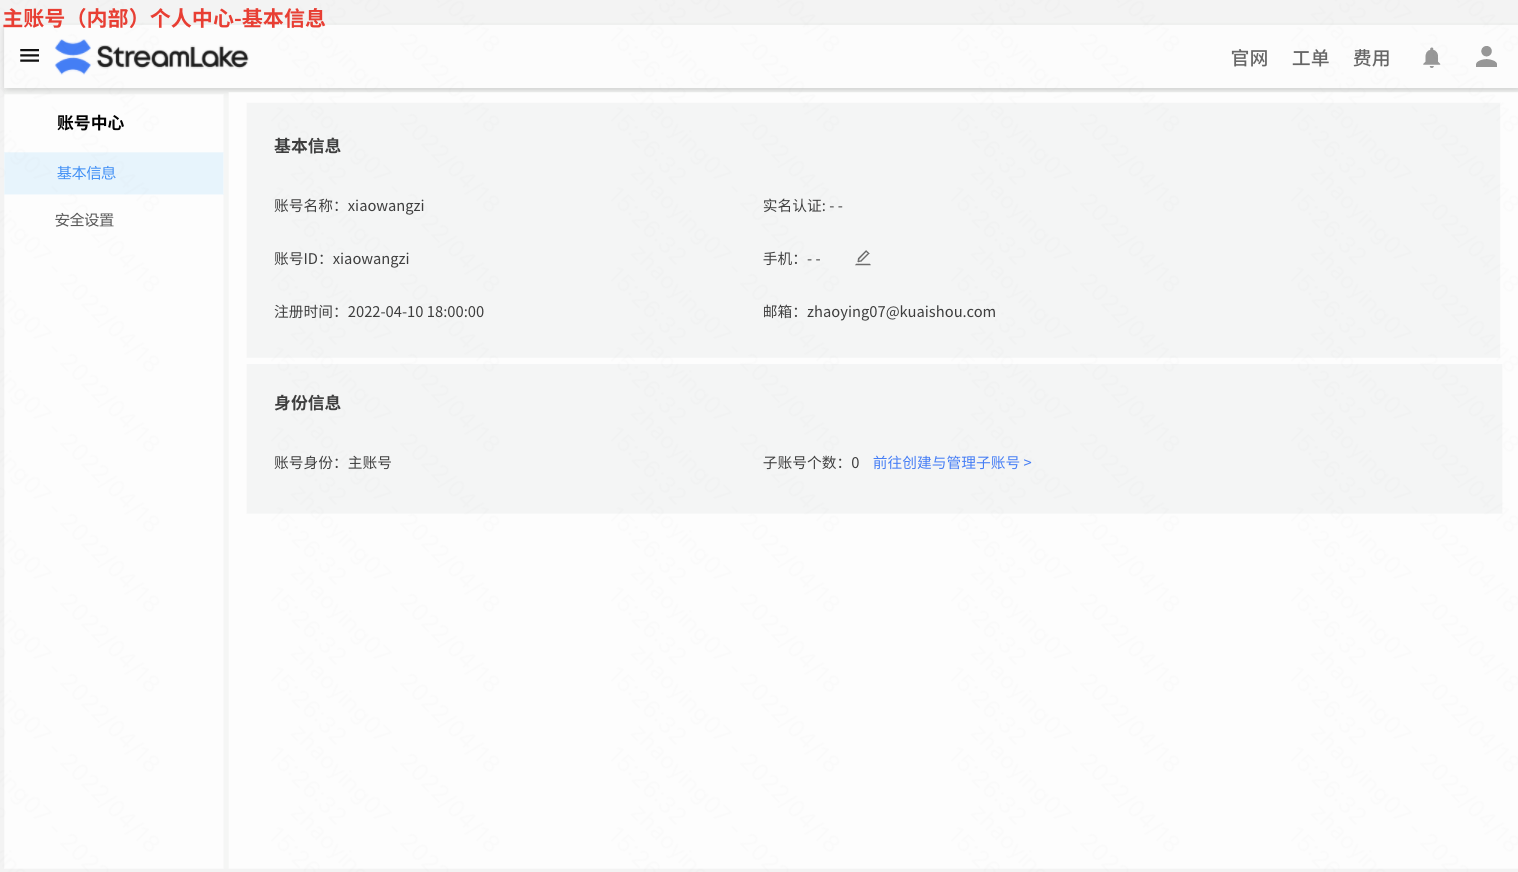 主账号（内部）个人中心-基本信息
StreamLake
官网 工单 费用
账号中心
基本信息
安全设置
基本信息
账号名称：xiaowangzi
实名认证: - -
账号ID：xiaowangzi
手机：- -
注册时间：2022-04-10 18:00:00
邮箱：zhaoying07@kuaishou.com
身份信息
账号身份：主账号
子账号个数：0 前往创建与管理子账号 >